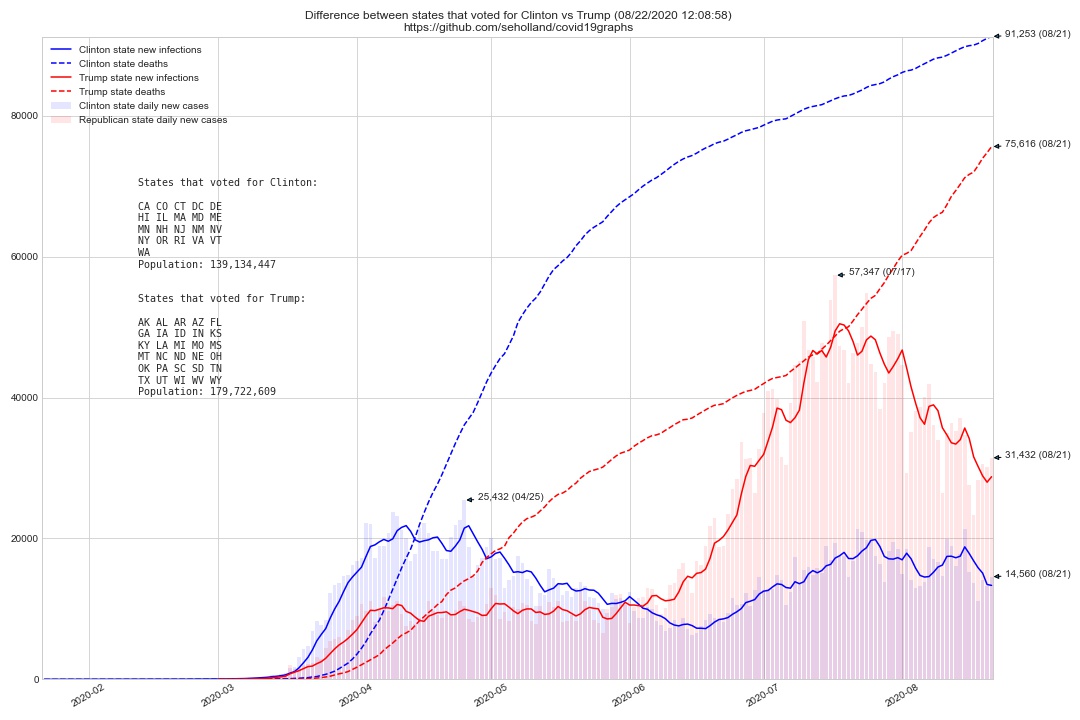 Difference between states that voted for Clinton vs Trump (08/22/2020 12:08:58)
https://github.com/seholland/covid19graphs
Clinton state new infections
Clinton state deaths
Trump state new infections
Trump state deaths
Clinton state daily new cases
Republican state daily new cases
States that voted for Clinton:
CA CO CT DC DE
HI IL MA MD ME
MN NH NJ NM NV
NY OR RI VA VT
WA
Population: 139,134,447
States that voted for Trump:
AK AL AR AZ FL
GA IA ID IN KS
KY LA MI MO MS
MT NC ND NE OH
OK PA SC SD TN
TX UT WI WV WY
Population: 179,722,609
91,253 (08/21)
75,616 (08/21)
57,347 (07/17)
31,432 (08/21)
25,432 (04/25)
14,560 (08/21)
80000
60000
40000
20000
0
2020-02
2020-03
2020-04
2020-05
2020-06
2020-07
2020-08